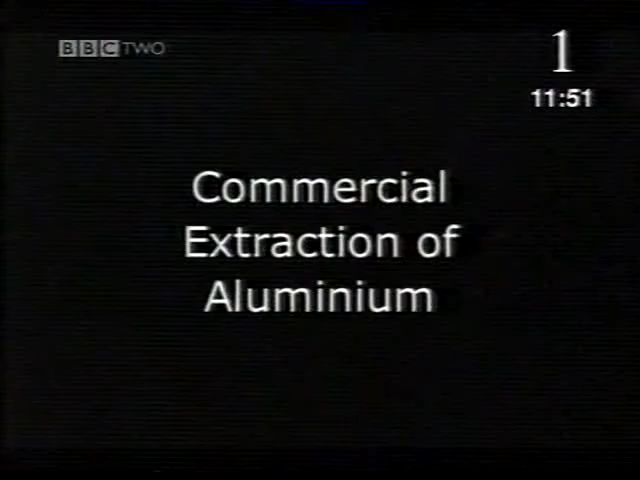 BBC TWO
1
11:51
Commercial
Extraction of
Aluminium